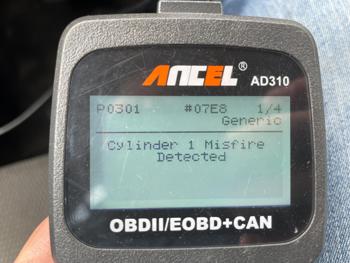 ANCEL® AD310
P0301 #07E8 1/4
Generic
Cylinder 1 Misfire
Detected
OBDII/EOBD+CAN